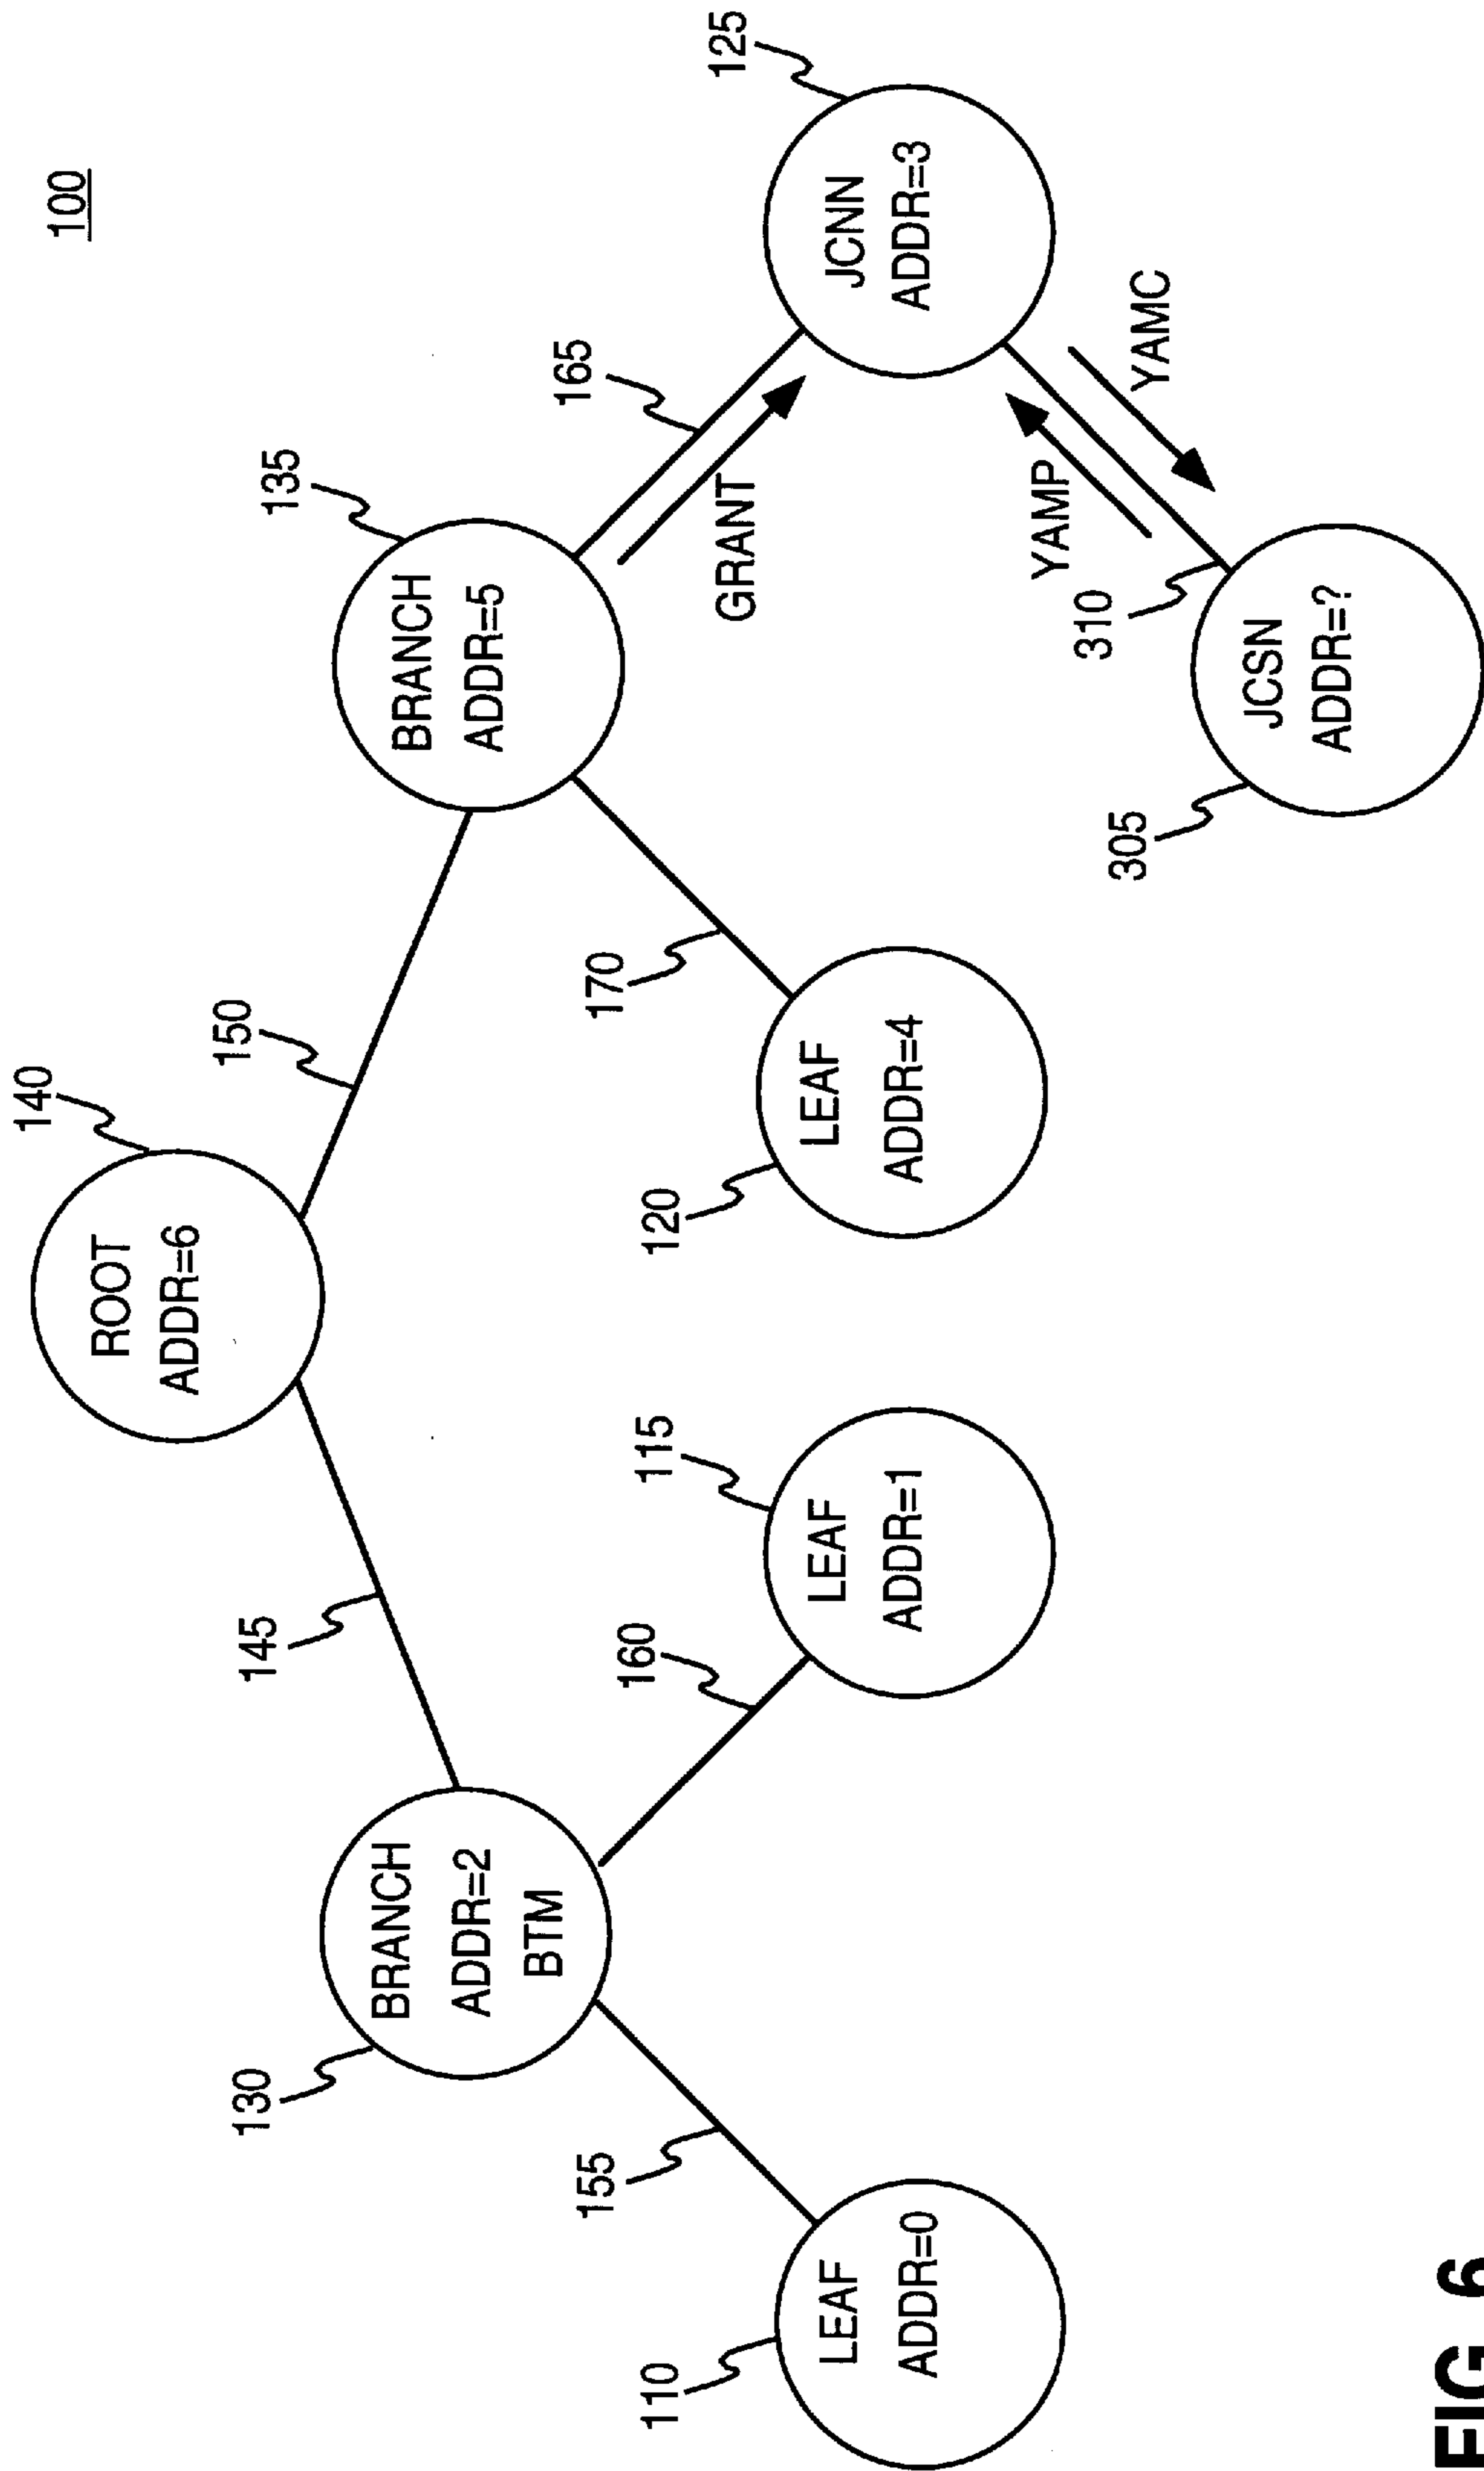 100
140
ROOT
ADDR=6
145
150
130
BRANCH
ADDR=2
BTM
135
BRANCH
ADDR=5
155
160
170
165
GRANT
110
LEAF
ADDR=0
115
LEAF
ADDR=1
120
LEAF
ADDR=4
125
JCNN
ADDR=3
YAMP
YAMC
310
305
JCSN
ADDR=?
FIG. 6